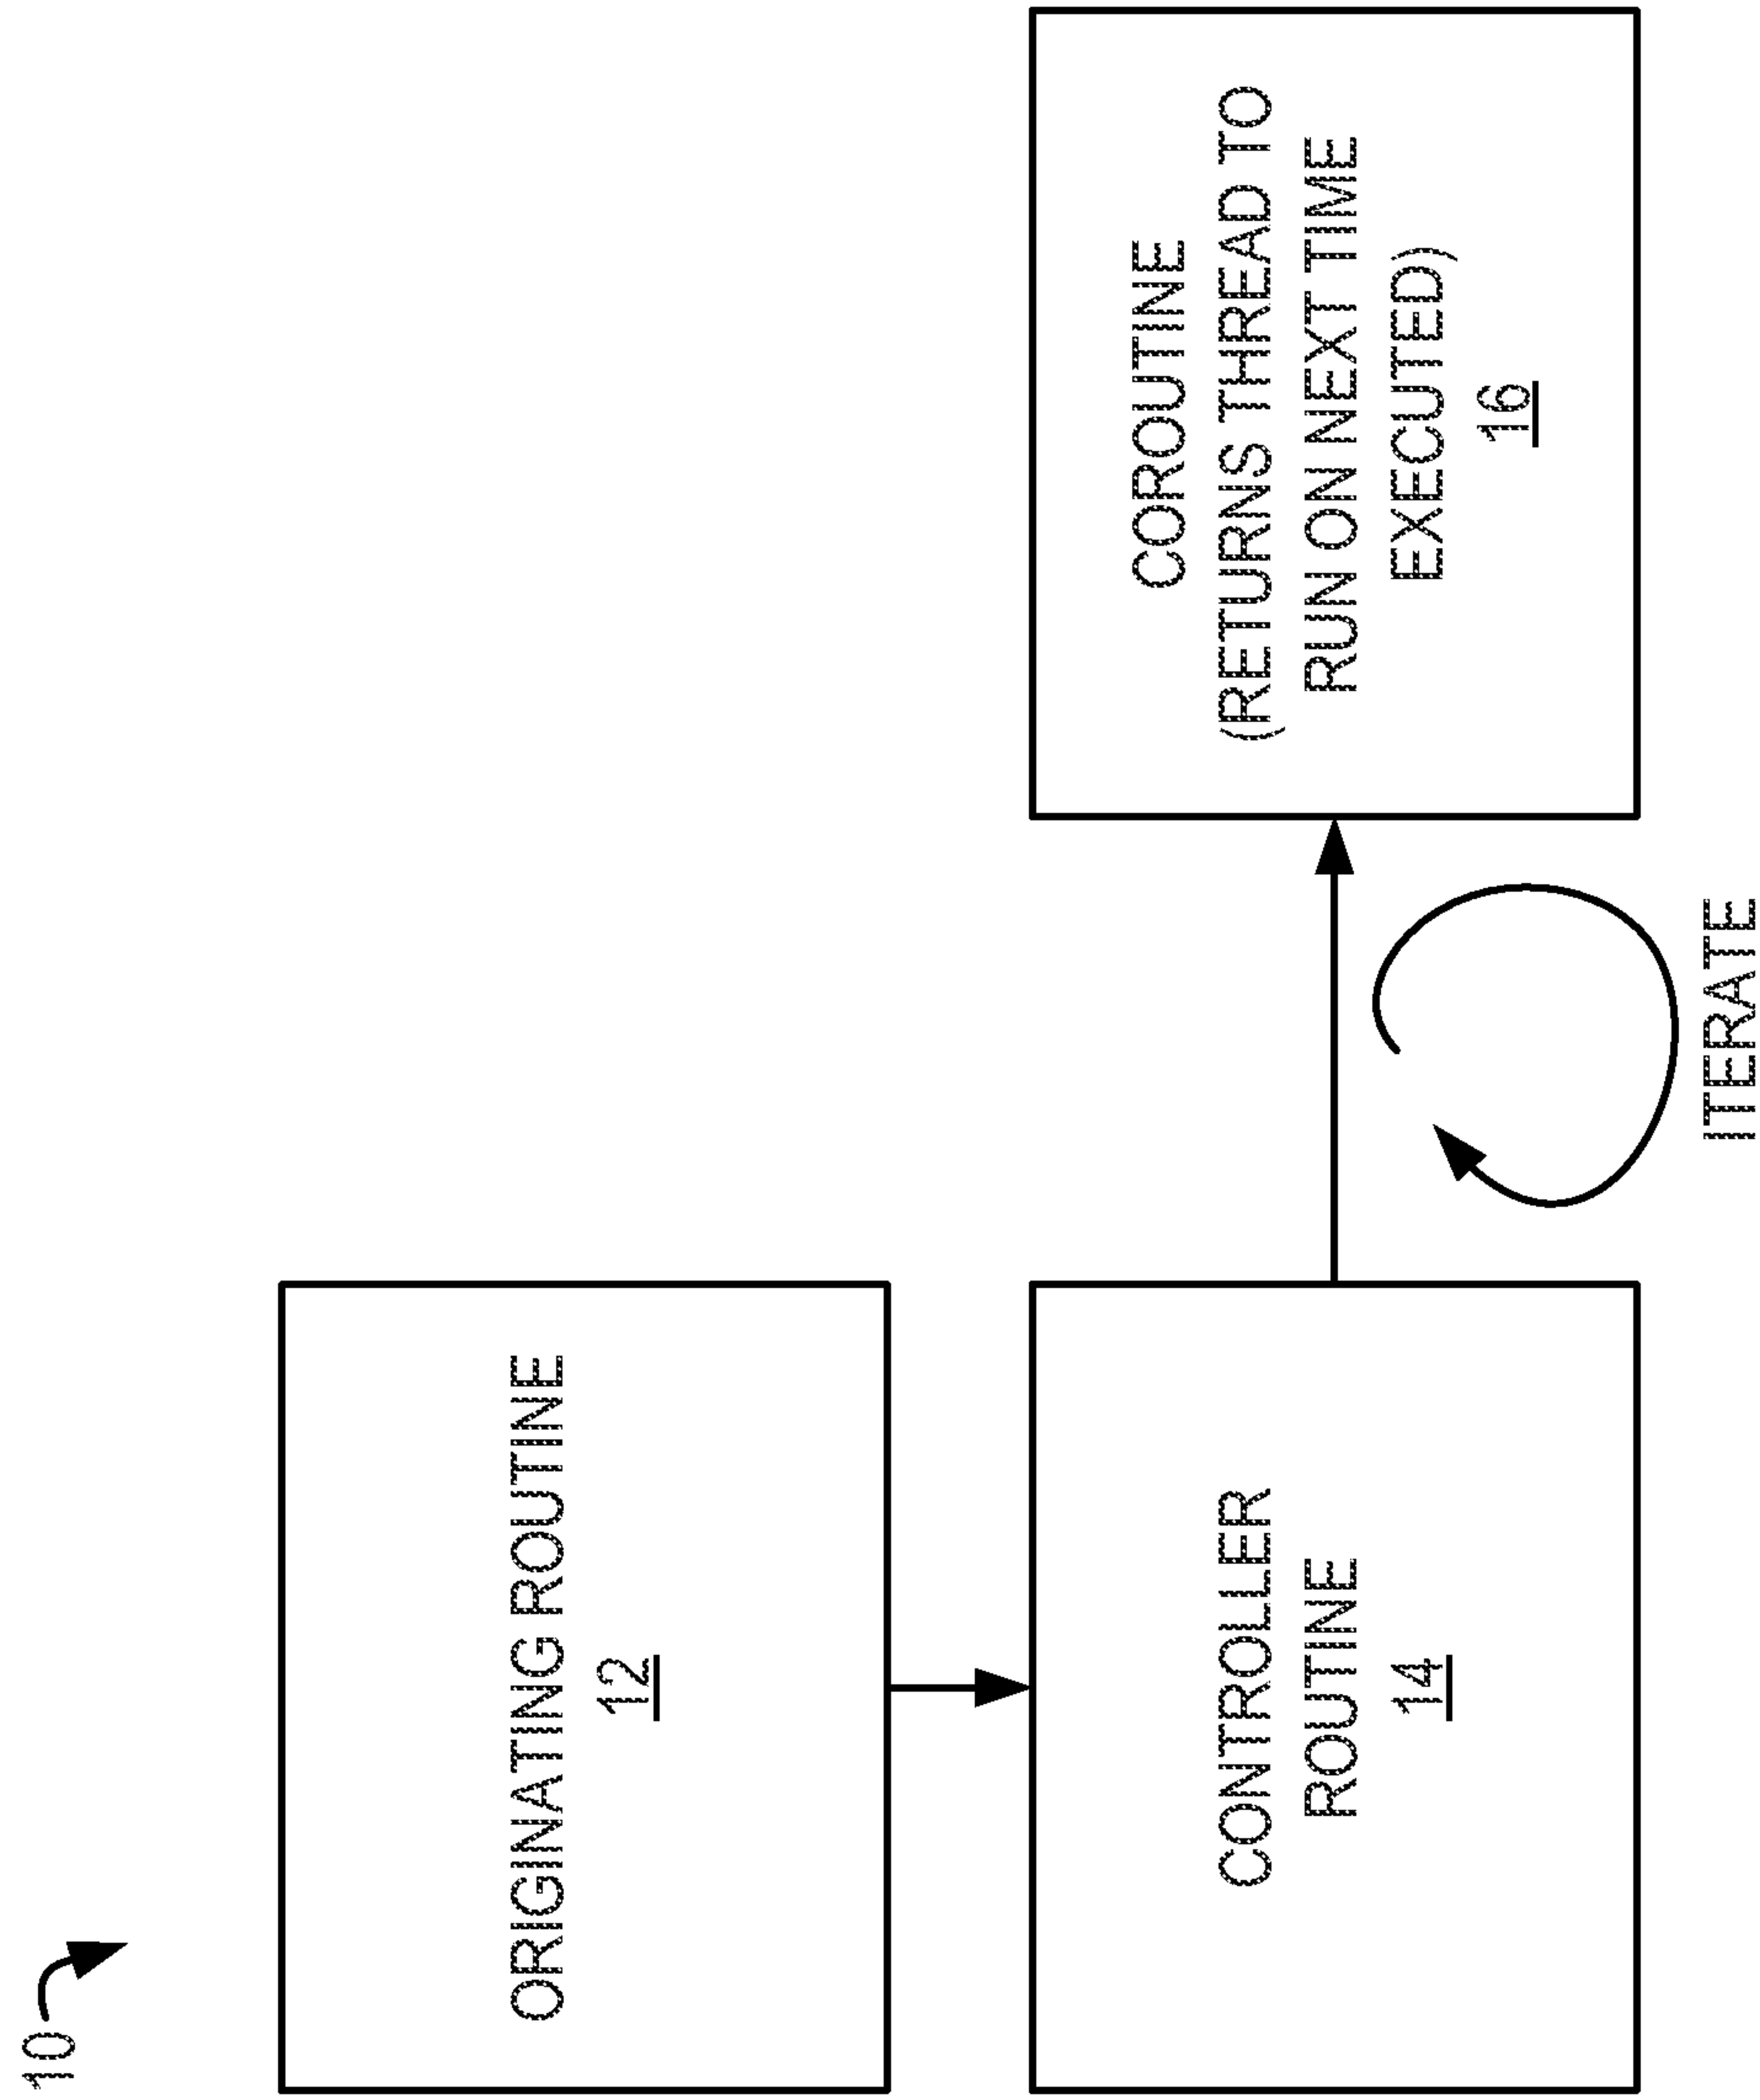 10
ORIGINATING ROUTINE
12
CONTROLLER
ROUTINE
14
ITERATE
COROUTINE
(RETURNS THREAD TO
RUN ON NEXT TIME
EXECUTED)
16